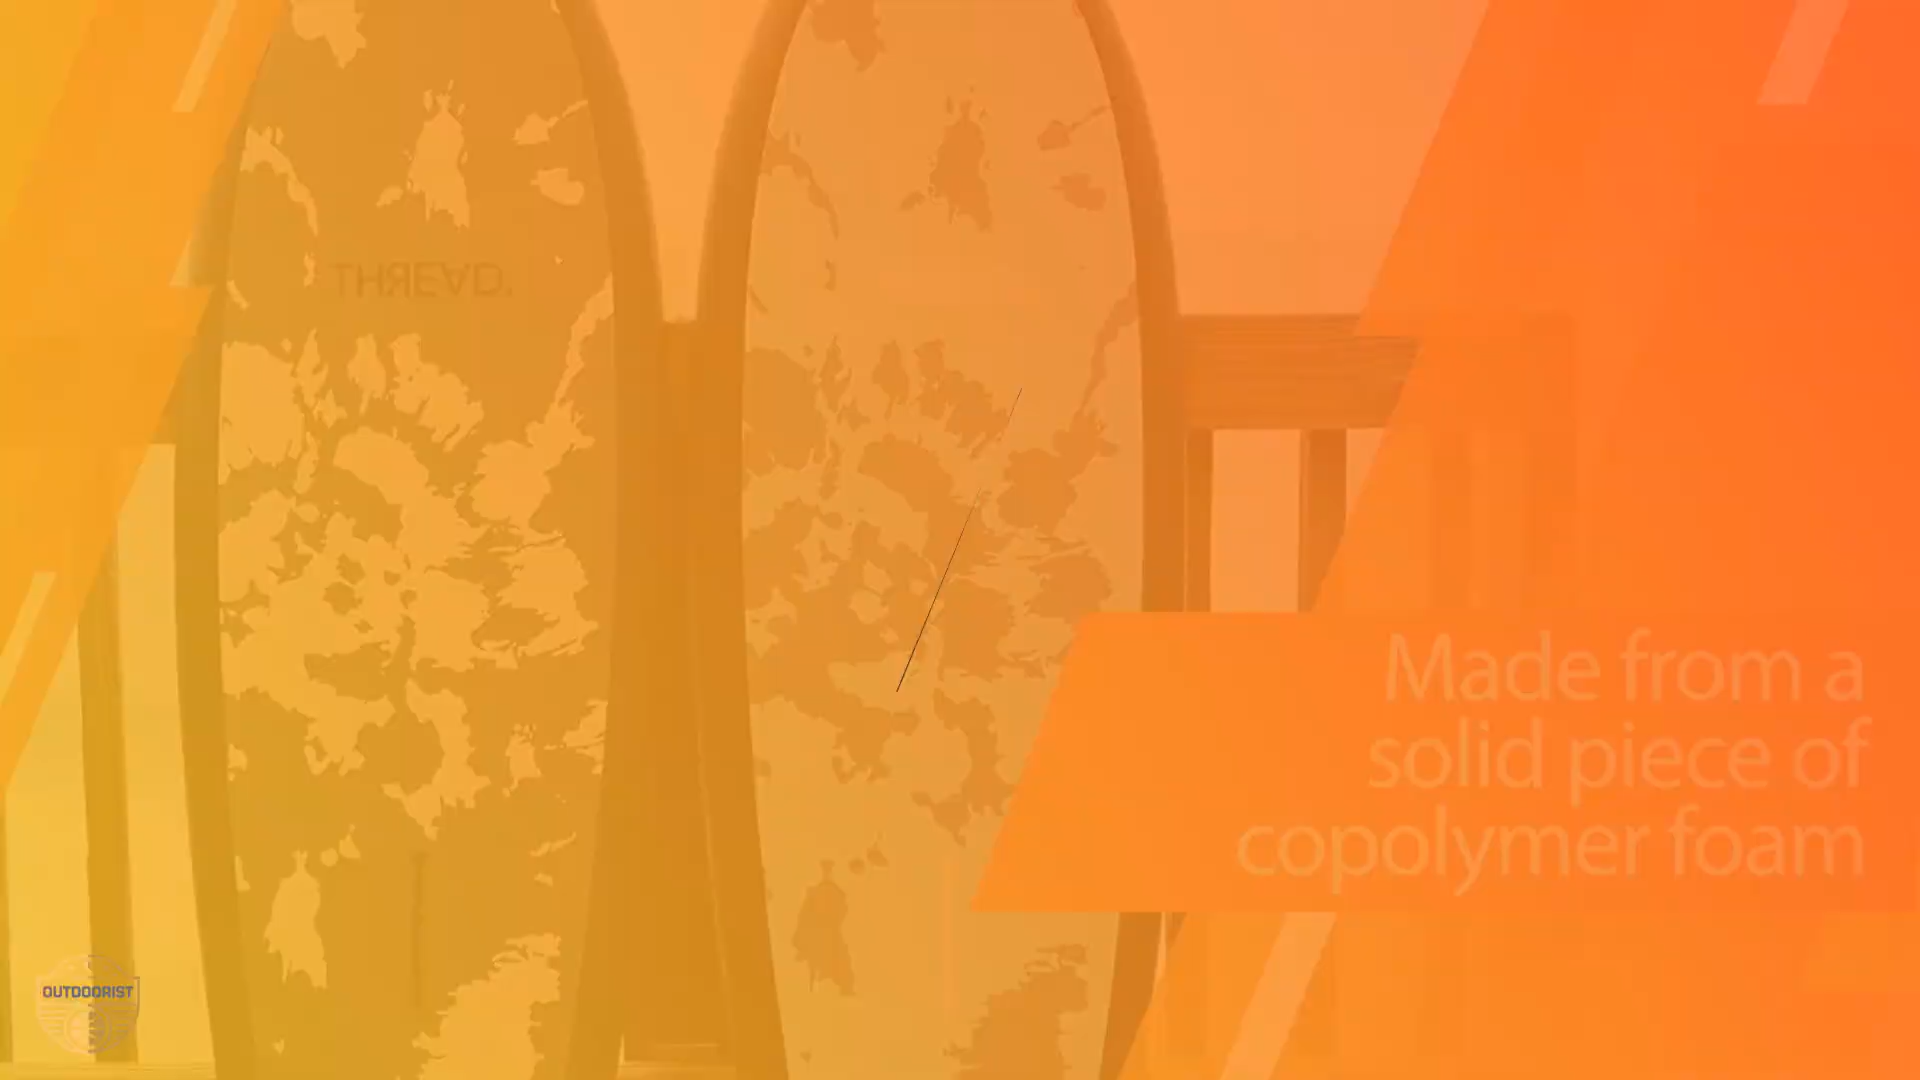 THREAD.
Made from a
solid piece of
copolymer foam
OUTDOORIST